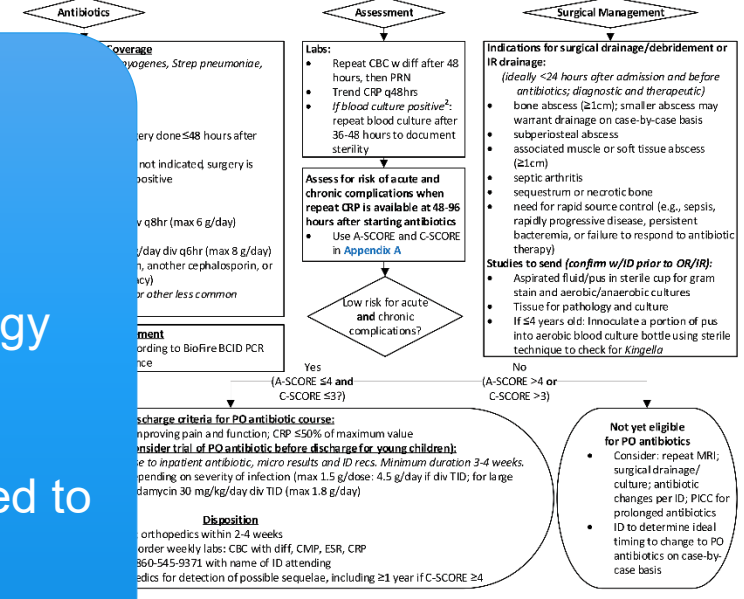 Antibiotics
Coverage
yogenes, Strep pneumoniae,
ery done ≤48 hours after
not indicated, surgery is
ositive
v q8hr (max 6 g/day)
/day div q6hr (max 8 g/day)
n, another cephalosporin, or
acy)
or other less common
ement
ording to BioFire BCID PCR
nce
gy
ed to
Assessment
Labs:
• Repeat CBC w diff after 48
hours, then PRN
• Trend CRP q48hrs
• If blood culture positive²:
repeat blood culture after
36-48 hours to document
sterility
Assess for risk of acute and
chronic complications when
repeat CRP is available at 48-96
hours after starting antibiotics
• Use A-SCORE and C-SCORE
in Appendix A
Low risk for acute
and chronic
complications?
Surgical Management
Indications for surgical drainage/debridement or
IR drainage:
(ideally <24 hours after admission and before
antibiotics; diagnostic and therapeutic)
• bone abscess (≥1cm); smaller abscess may
warrant drainage on case-by-case basis
• subperiosteal abscess
• associated muscle or soft tissue abscess
(≥1cm)
• septic arthritis
• sequestrum or necrotic bone
• need for rapid source control (e.g., sepsis,
rapidly progressive disease, persistent
bacteremia, or failure to respond to antibiotic
therapy)
Studies to send (confirm w/ID prior to OR/IR):
• Aspirated fluid/pus in sterile cup for gram
stain and aerobic/anaerobic cultures
• Tissue for pathology and culture
• If ≤4 years old: Innoculate a portion of pus
into aerobic blood culture bottle using sterile
technique to check for Kingella
Yes
(A-SCORE ≤4 and
C-SCORE ≤3?)
No
(A-SCORE >4 or
C-SCORE >3)
scharge criteria for PO antibiotic course:
mproving pain and function; CRP ≤50% of maximum value
onsider trial of PO antibiotic before discharge for young children):
se to inpatient antibiotic, micro results and ID recs. Minimum duration 3-4 weeks.
epending on severity of infection (max 1.5 g/dose: 4.5 g/day if div TID; for large
damycin 30 mg/kg/day div TID (max 1.8 g/day)
Disposition
orthopedics within 2-4 weeks
order weekly labs: CBC with diff, CMP, ESR, CRP
860-545-9371 with name of ID attending
edics for detection of possible sequelae, including ≥1 year if C-SCORE ≥4
Not yet eligible
for PO antibiotics
• Consider: repeat MRI;
surgical drainage/
culture; antibiotic
changes per ID; PICC for
prolonged antibiotics
• ID to determine ideal
timing to change to PO
antibiotics on case-by-
case basis